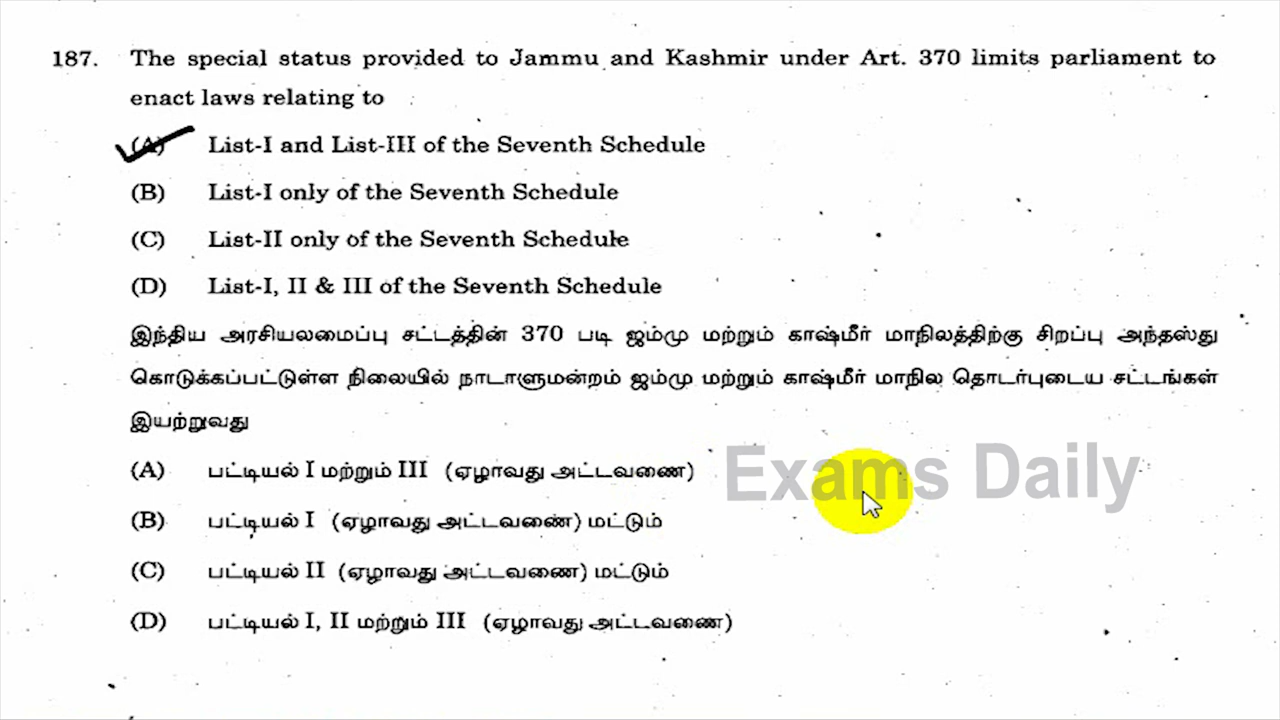 187. The special status provided to Jammu and Kashmir under Art. 370 limits parliament to
enact laws relating to
(A) List-I and List-III of the Seventh Schedule
(B) List-I only of the Seventh Schedule
(C) List-II only of the Seventh Schedule
(D) List-I, II & III of the Seventh Schedule
இந்திய அரசியலமைப்பு சட்டத்தின் 370 படி ஜம்மு மற்றும் காஷ்மீர் மாநிலத்திற்கு சிறப்பு அந்தஸ்து
கொடுக்கப்பட்டுள்ள நிலையில் நாடாளுமன்றம் ஜம்மு மற்றும் காஷ்மீர் மாநில தொடர்புடைய சட்டங்கள்
இயற்றுவது
(A) பட்டியல் I மற்றும் III (ஏழாவது அட்டவணை)
(B) பட்டியல் I (ஏழாவது அட்டவணை) மட்டும்
(C) பட்டியல் II (ஏழாவது அட்டவணை) மட்டும்
(D) பட்டியல் I, II மற்றும் III (ஏழாவது அட்டவணை)
Exams Daily